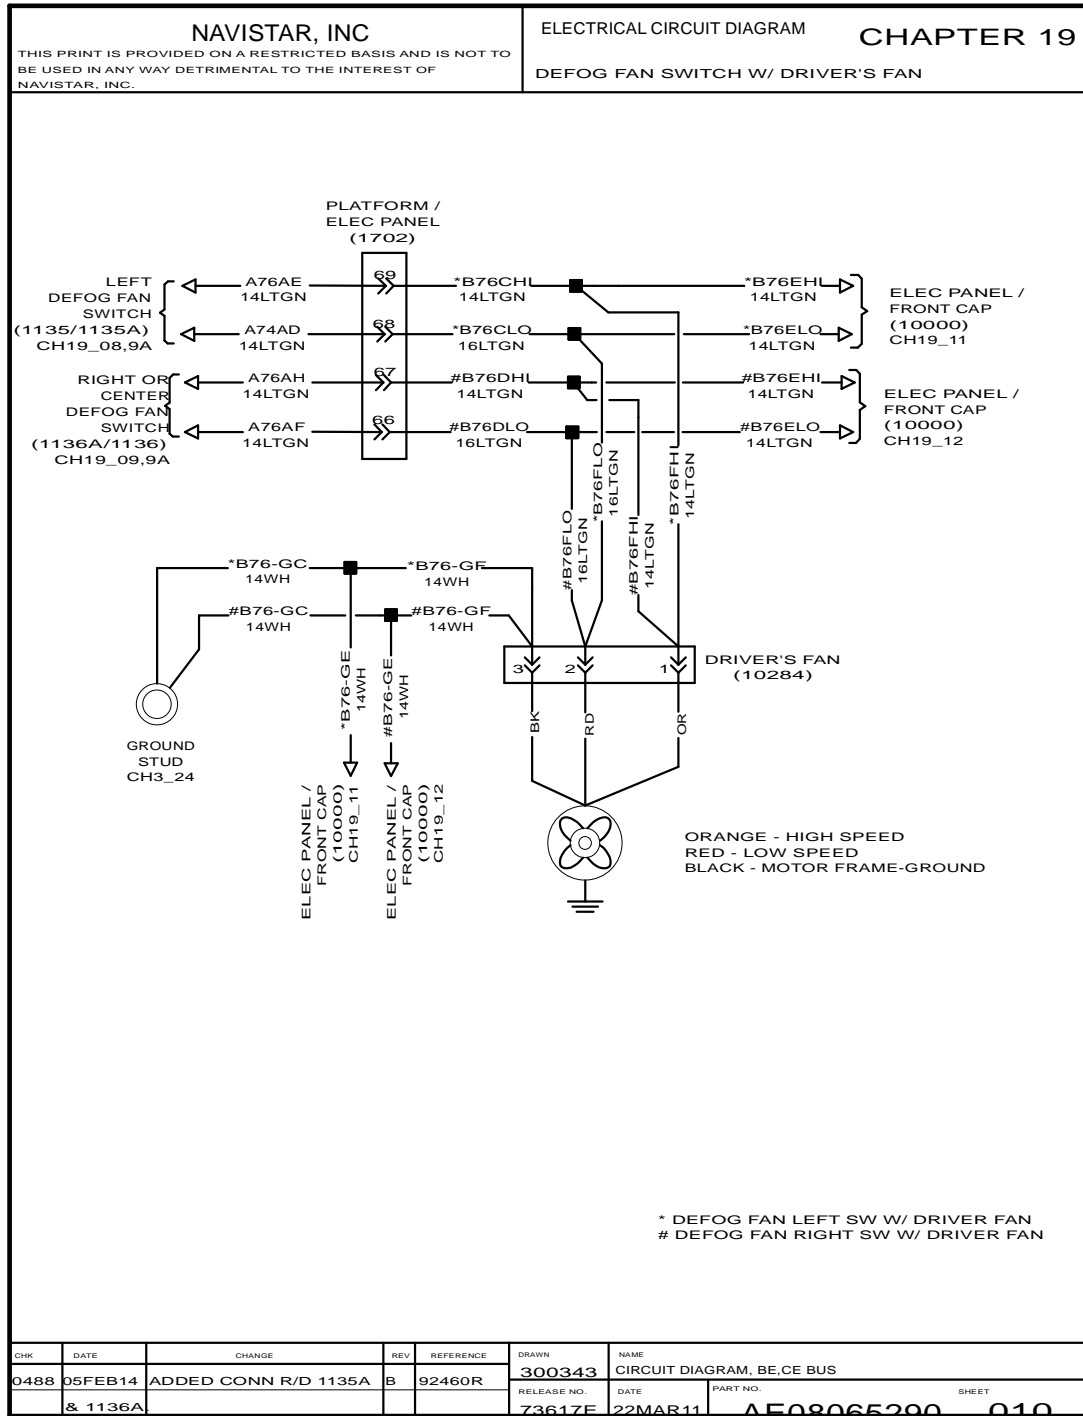 NAVISTAR, INC
THIS PRINT IS PROVIDED ON A RESTRICTED BASIS AND IS NOT TO
BE USED IN ANY WAY DETRIMENTAL TO THE INTEREST OF
NAVISTAR, INC.
ELECTRICAL CIRCUIT DIAGRAM
CHAPTER 19
DEFOG FAN SWITCH W/ DRIVER'S FAN
PLATFORM /
ELEC PANEL
(1702)
LEFT
DEFOG FAN
SWITCH
(1135/1135A)
CH19_08,9A
A76AE
14LTGN
69
*B76CHI
14LTGN
*B76EHI
14LTGN
A74AD
14LTGN
68
*B76CLO
16LTGN
*B76ELO
14LTGN
ELEC PANEL /
FRONT CAP
(10000)
CH19_11
RIGHT OR
CENTER
DEFOG FAN
SWITCH
(1136A/1136)
CH19_09,9A
A76AH
14LTGN
67
#B76DHI
14LTGN
#B76EHI
14LTGN
A76AF
14LTGN
66
#B76DLO
16LTGN
#B76ELO
14LTGN
ELEC PANEL /
FRONT CAP
(10000)
CH19_12
#B76FLO
16LTGN
*B76FLO
16LTGN
#B76FHI
14LTGN
*B76FHI
14LTGN
*B76-GC
14WH
*B76-GF
14WH
#B76-GC
14WH
#B76-GF
14WH
*B76-GE
14WH
#B76-GE
14WH
3
2
1
DRIVER'S FAN
(10284)
BK
RD
OR
GROUND
STUD
CH3_24
ELEC PANEL /
FRONT CAP
(10000)
CH19_11
ELEC PANEL /
FRONT CAP
(10000)
CH19_12
ORANGE - HIGH SPEED
RED - LOW SPEED
BLACK - MOTOR FRAME-GROUND
* DEFOG FAN LEFT SW W/ DRIVER FAN
# DEFOG FAN RIGHT SW W/ DRIVER FAN
CHK DATE CHANGE REV REFERENCE
0488 05FEB14 ADDED CONN R/D 1135A B 92460R
& 1136A.
DRAWN
300343
NAME
CIRCUIT DIAGRAM, BE,CE BUS
RELEASE NO.
73617E
DATE
22MAR11
PART NO.
AE08065290
SHEET
010